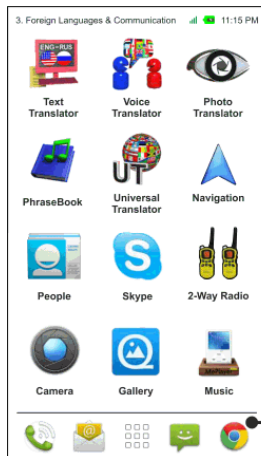 3. Foreign Languages & Communication 11:15 PM
ENG-RUS
Text
Translator
Voice
Translator
Photo
Translator
UT
PhraseBook
Universal
Translator
Navigation
People
Skype
2-Way Radio
Camera
Gallery
Music